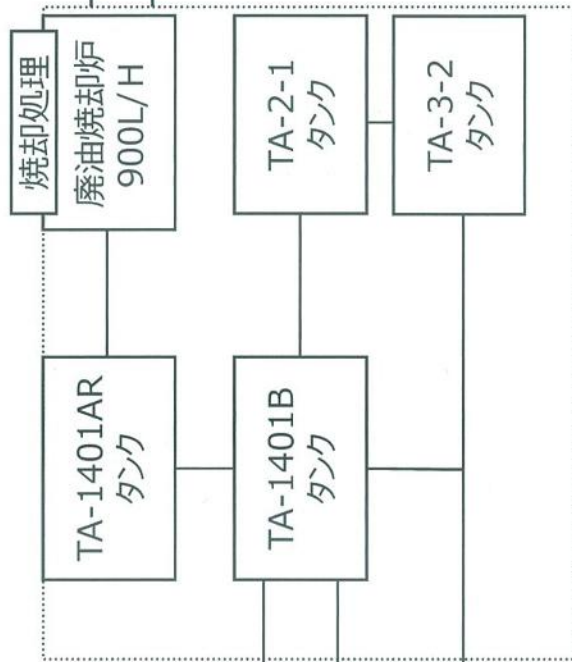 焼却処理
廃油焼却炉
900L/H
TA-2-1
タンク
TA-3-2
タンク
TA-1401AR
タンク
TA-1401B
タンク